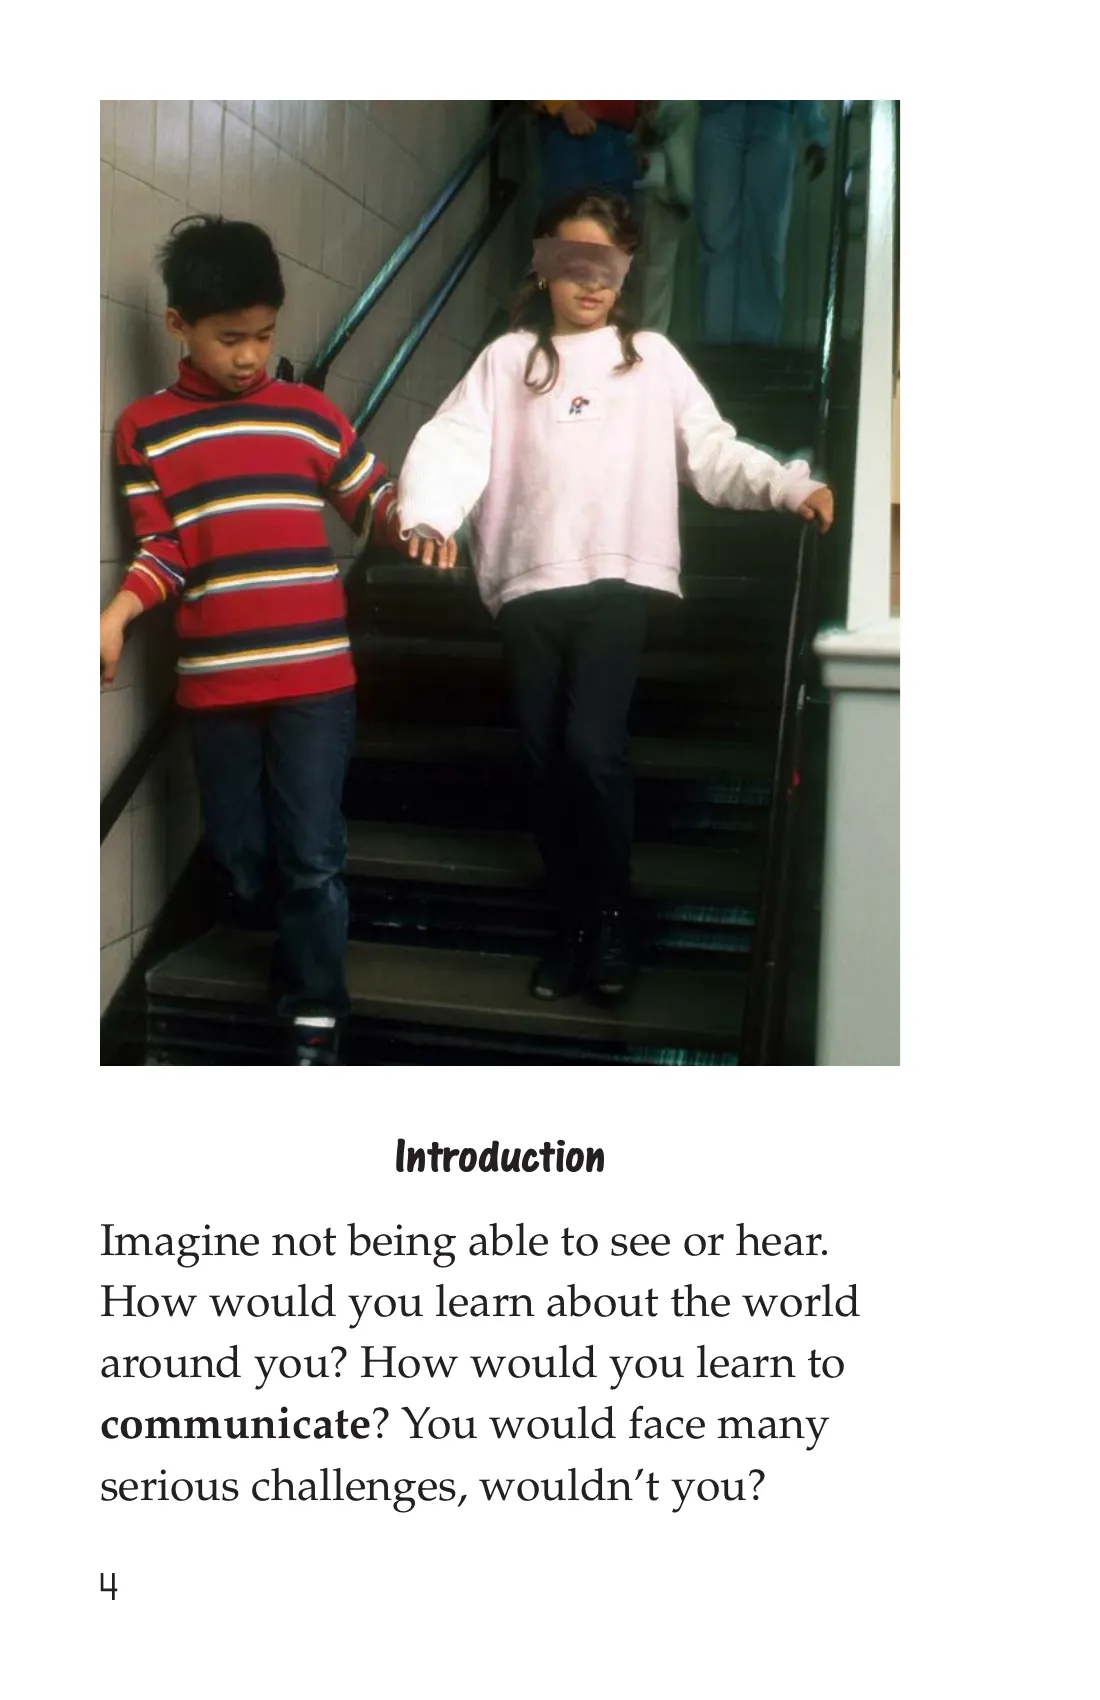 Introduction
Imagine not being able to see or hear.
How would you learn about the world
around you? How would you learn to
communicate? You would face many
serious challenges, wouldn’t you?
4